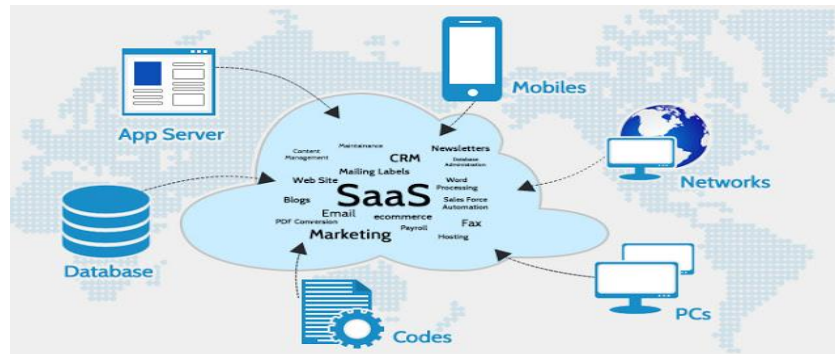 Mobiles
App Server
Content
Management
Maintainance
CRM
Newsletters
Database
Administration
Mailing Labels
Web Site
Word
Processing
SaaS
Blogs
Sales Force
Automation
Email
ecommerce
PDF Conversion
Payroll
Fax
Marketing
Hosting
Networks
Database
PCs
Codes